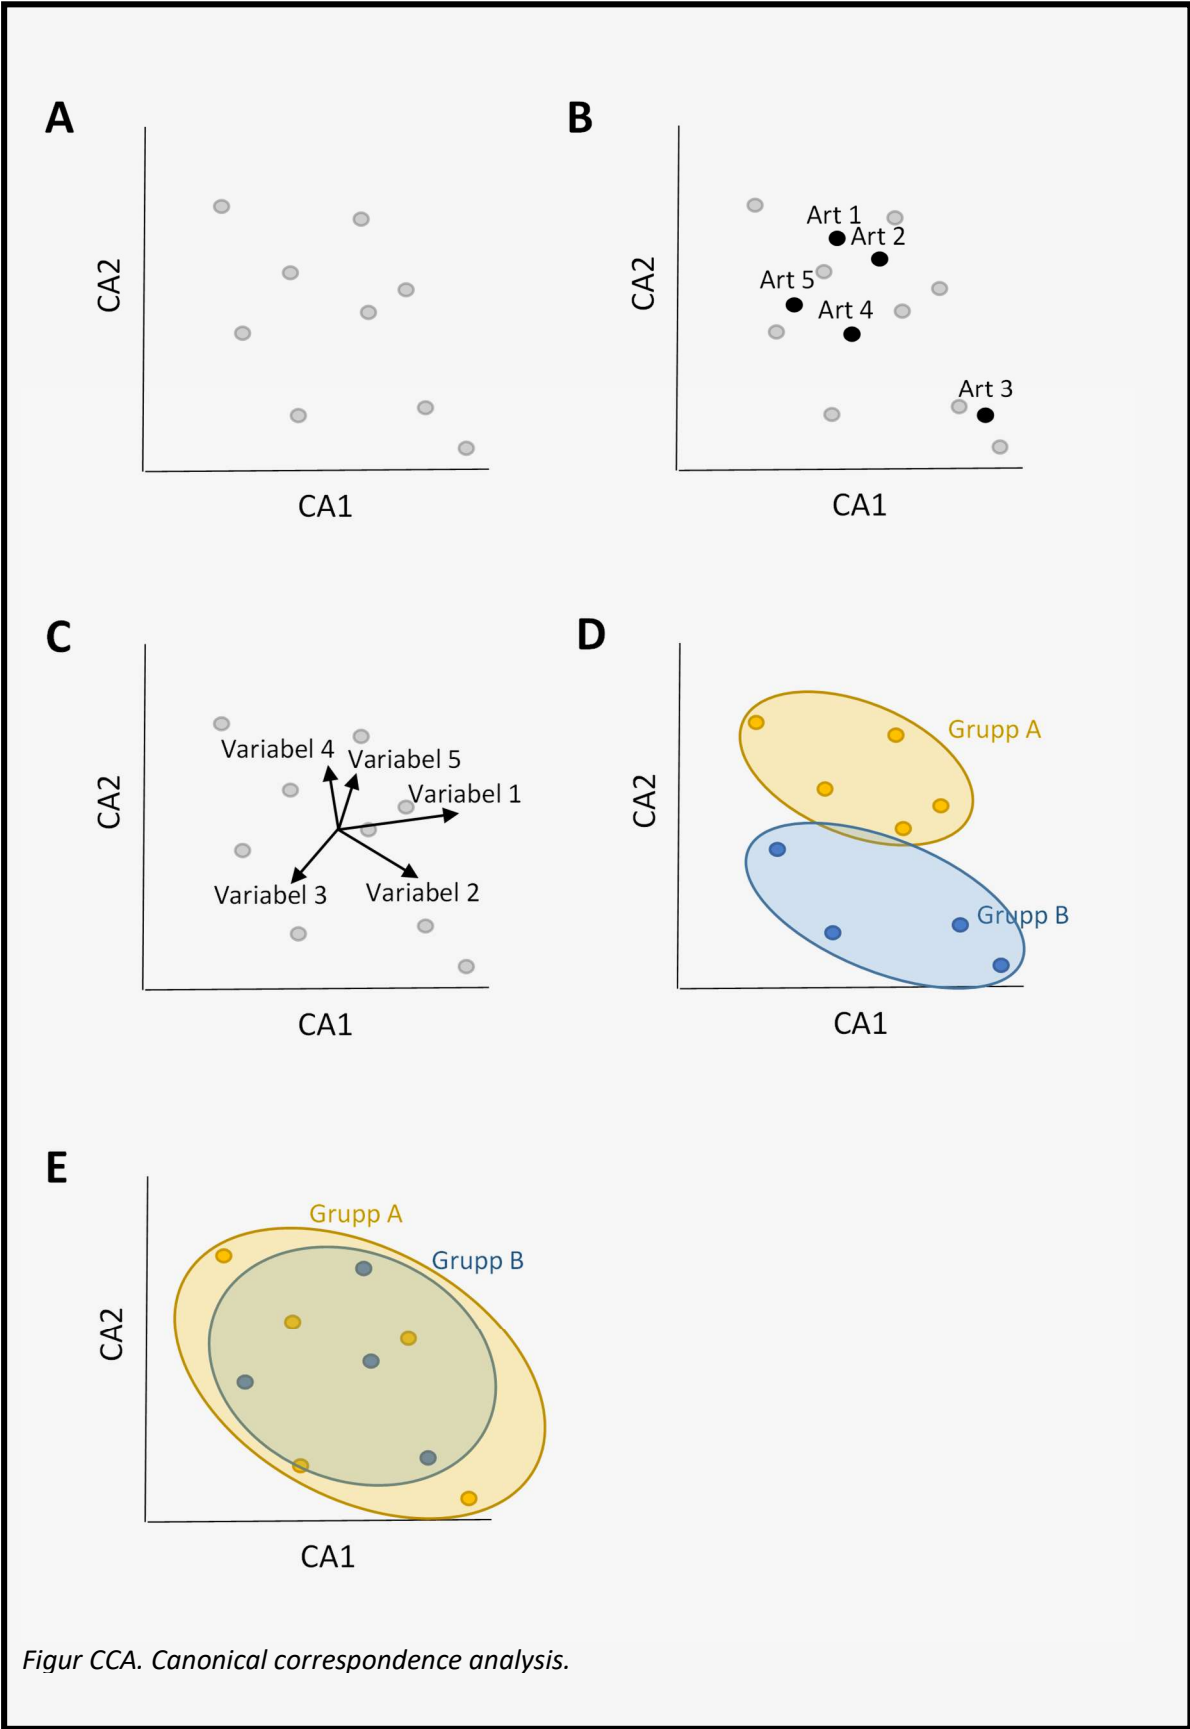 A
CA2
CA1
B
Art 1
Art 2
Art 5
Art 4
Art 3
CA2
CA1
C
Variabel 4
Variabel 5
Variabel 1
Variabel 3
Variabel 2
CA2
CA1
D
Grupp A
Grupp B
CA2
CA1
E
Grupp A
Grupp B
CA2
CA1
Figur CCA. Canonical correspondence analysis.